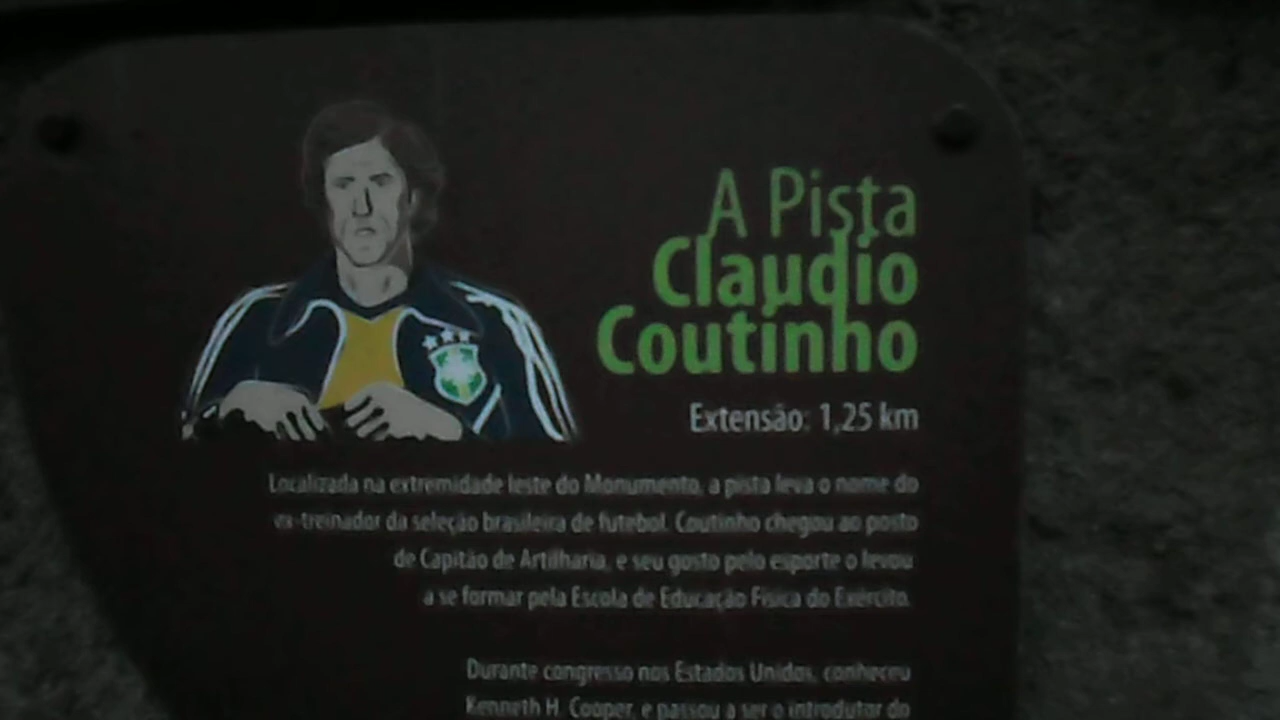 A Pista
Claudio
Coutinho
Extensão: 1,25 km
Localizada na extremidade leste do Monumento, a pista leva o nome do
ex-treinador da seleção brasileira de futebol. Coutinho chegou ao posto
de Capitão de Artilharia, e seu gosto pelo esporte o levou
a se formar pela Escola de Educação Física do Exército.
Durante congresso nos Estados Unidos, conheceu
Kenneth H. Cooper, e passou a ser o introdutor do